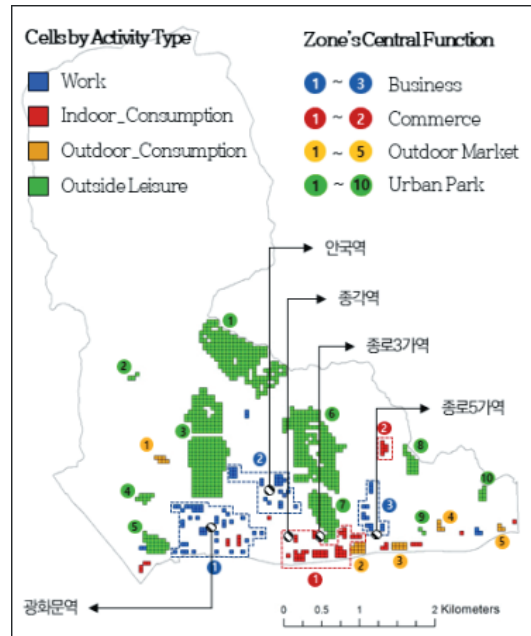 Cells by Activity Type
Work
Indoor_Consumption
Outdoor_Consumption
Outside Leisure
Zone's Central Function
1 ~ 3 Business
1 ~ 2 Commerce
1 ~ 5 Outdoor Market
1 ~ 10 Urban Park
안국역
종각역
종로3가역
종로5가역
광화문역
1
2
3
6
2
8
1
2
3
10
4
7
5
9
4
5
1
2
3
1
0 0.5 1 2 Kilometers